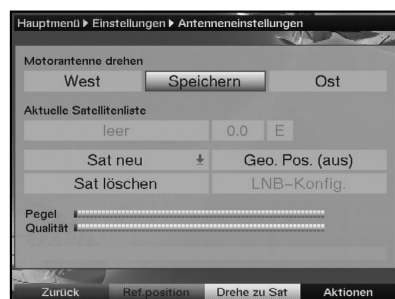 Hauptmenü ▶ Einstellungen ▶ Antenneneinstellungen
Motorantenne drehen
West Speichern Ost
Aktuelle Satellitenliste
leer 0.0 E
Sat neu Geo. Pos. (aus)
Sat löschen LNB-Konfig.
Pegel
Qualität
Zurück Ref.position Drehe zu Sat Aktionen